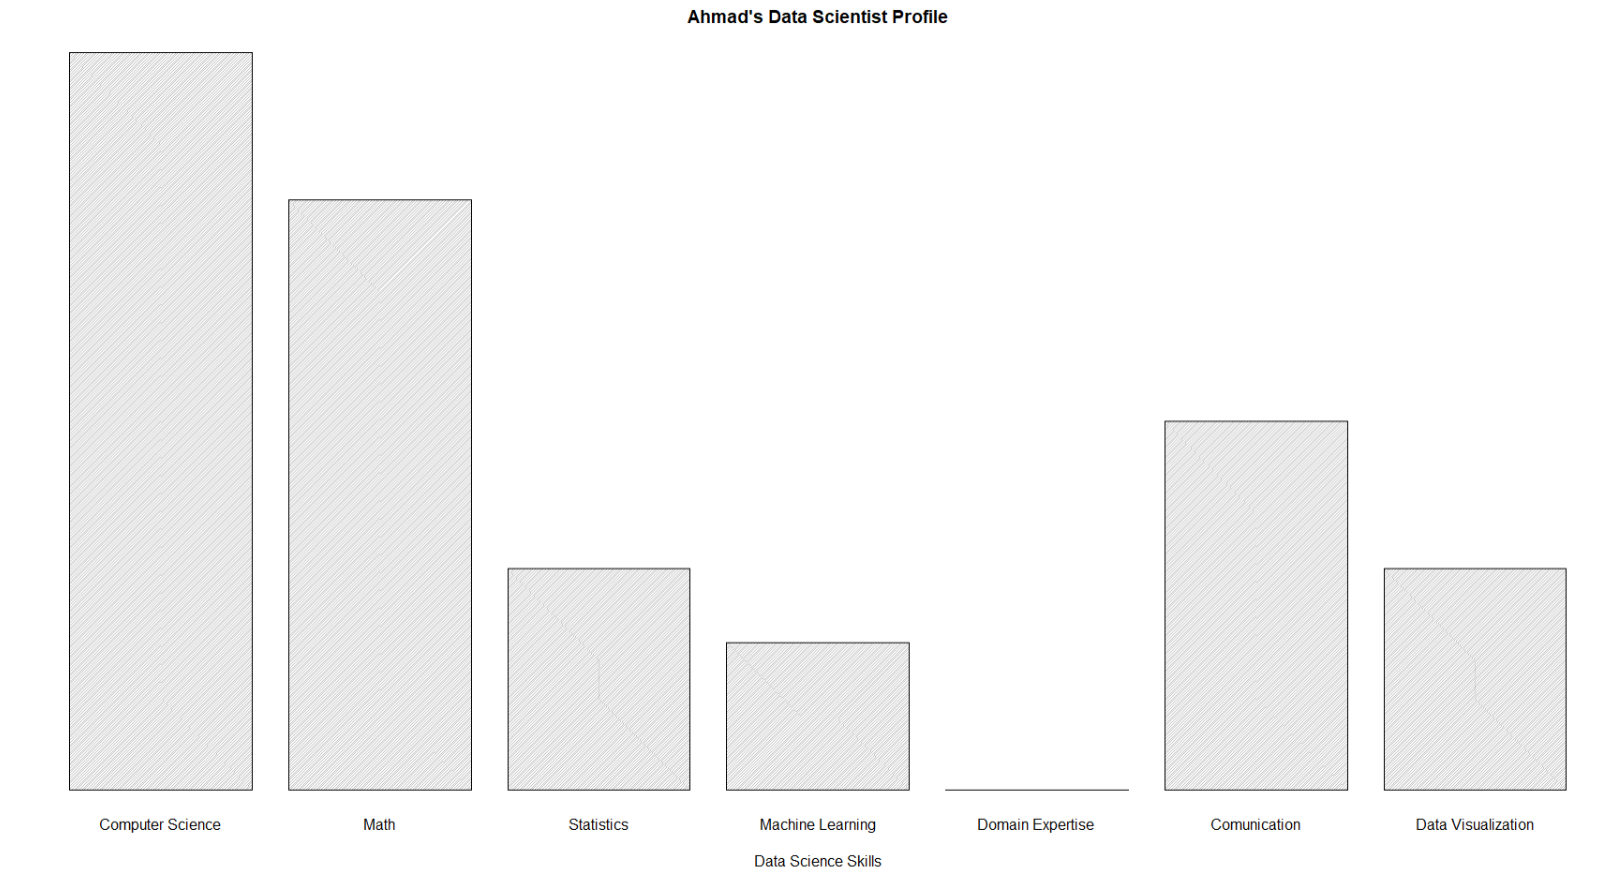 Ahmad's Data Scientist Profile
Computer Science Math Statistics Machine Learning Domain Expertise Comunication Data Visualization
Data Science Skills